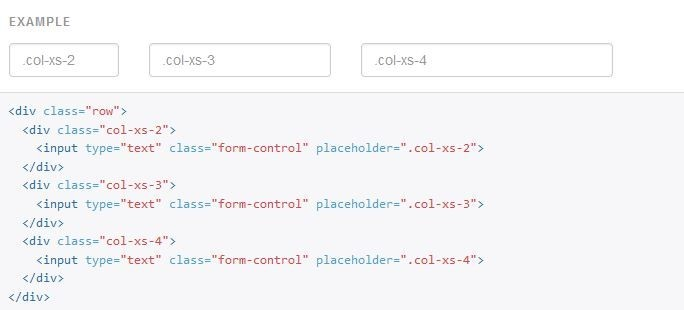 EXAMPLE
.col-xs-2 .col-xs-3 .col-xs-4
<div class="row">
  <div class="col-xs-2">
    <input type="text" class="form-control" placeholder=".col-xs-2">
  </div>
  <div class="col-xs-3">
    <input type="text" class="form-control" placeholder=".col-xs-3">
  </div>
  <div class="col-xs-4">
    <input type="text" class="form-control" placeholder=".col-xs-4">
  </div>
</div>